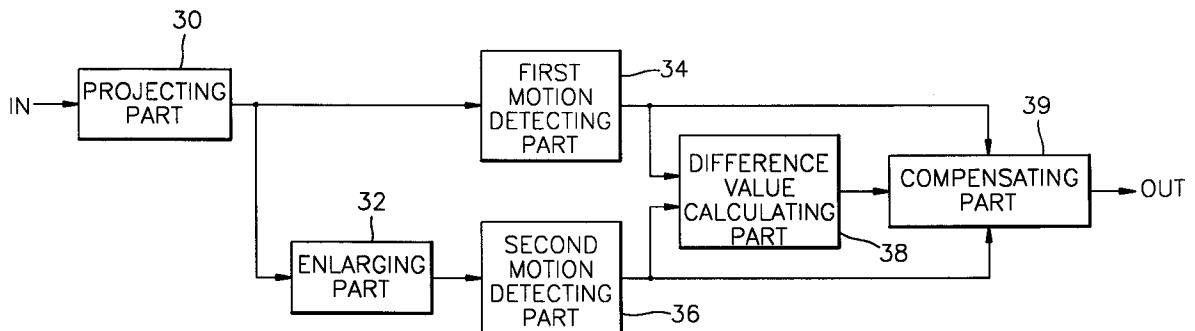 30
IN
PROJECTING
PART
FIRST
MOTION
DETECTING
PART
34
32
ENLARGING
PART
SECOND
MOTION
DETECTING
PART
36
DIFFERENCE
VALUE
CALCULATING
PART
38
39
COMPENSATING
PART
OUT